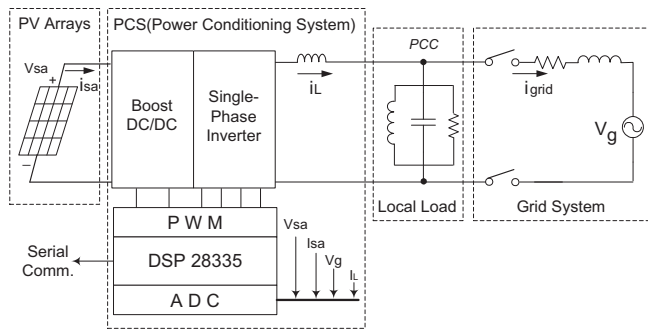 PV Arrays
PCS(Power Conditioning System)
Vsa
+
isa
–
Boost
DC/DC
Single-
Phase
Inverter
iL
PCC
igrid
Vg
Local Load
Grid System
P W M
DSP 28335
A D C
Serial
Comm.
Vsa
Isa
Vg
IL